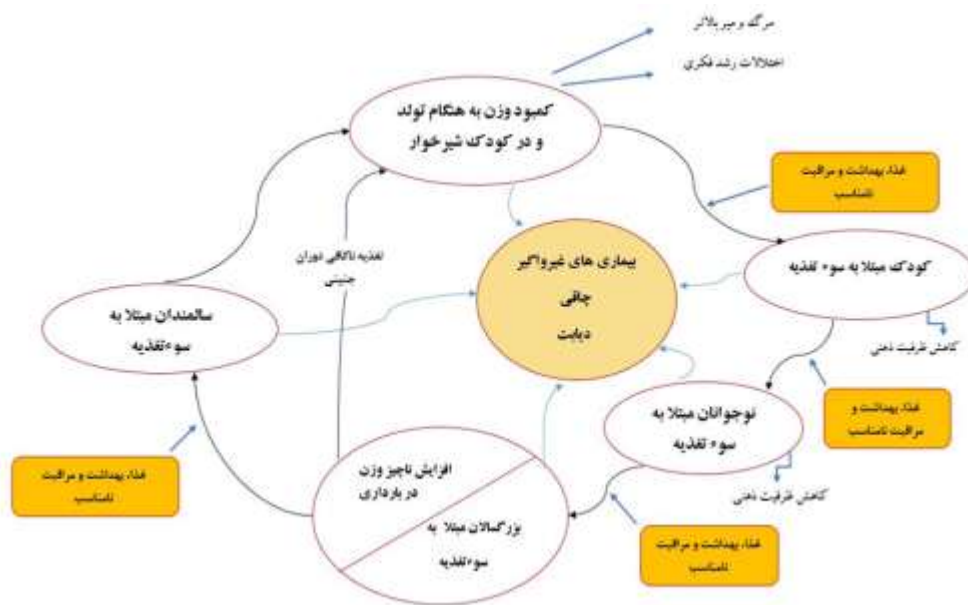 مرگ و میر بالاتر
اختلالات رشد فکری
کمبود وزن به هنگام تولد
و در کودک شیرخوار
غذا، بهداشت و مراقبت
نامناسب
تغذیه ناکافی دوران
جنینی
بیماری های غیرواگیر
چاقی
دیابت
کودک مبتلا به سوء تغذیه
سالمندان مبتلا به
سوءتغذیه
کاهش ظرفیت ذهنی
غذا، بهداشت و
مراقبت نامناسب
نوجوانان مبتلا به
سوء تغذیه
کاهش ظرفیت ذهنی
غذا، بهداشت و مراقبت
نامناسب
افزایش ناچیز وزن
در بارداری
بزرگسالان مبتلا به
سوءتغذیه
غذا، بهداشت و مراقبت
نامناسب